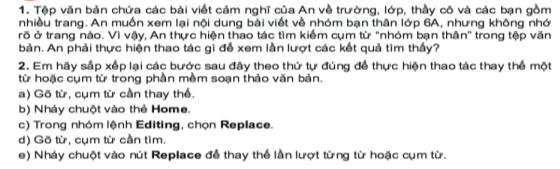 1. Tệp văn bản chứa các bài viết cảm nghĩ của An về trường, lớp, thầy cô và các bạn gồm
nhiều trang. An muốn xem lại nội dung bài viết về nhóm bạn thân lớp 6A, nhưng không nhớ
rõ ở trang nào. Vì vậy, An thực hiện thao tác tìm kiếm cụm từ "nhóm bạn thân" trong tệp văn
bản. An phải thực hiện thao tác gì để xem lần lượt các kết quả tìm thấy?
2. Em hãy sắp xếp lại các bước sau đây theo thứ tự đúng để thực hiện thao tác thay thế một
từ hoặc cụm từ trong phần mềm soạn thảo văn bản.
a) Gõ từ, cụm từ cần thay thế.
b) Nháy chuột vào thẻ Home.
c) Trong nhóm lệnh Editing, chọn Replace.
d) Gõ từ, cụm từ cần tìm.
e) Nháy chuột vào nút Replace để thay thế lần lượt từng từ hoặc cụm từ.